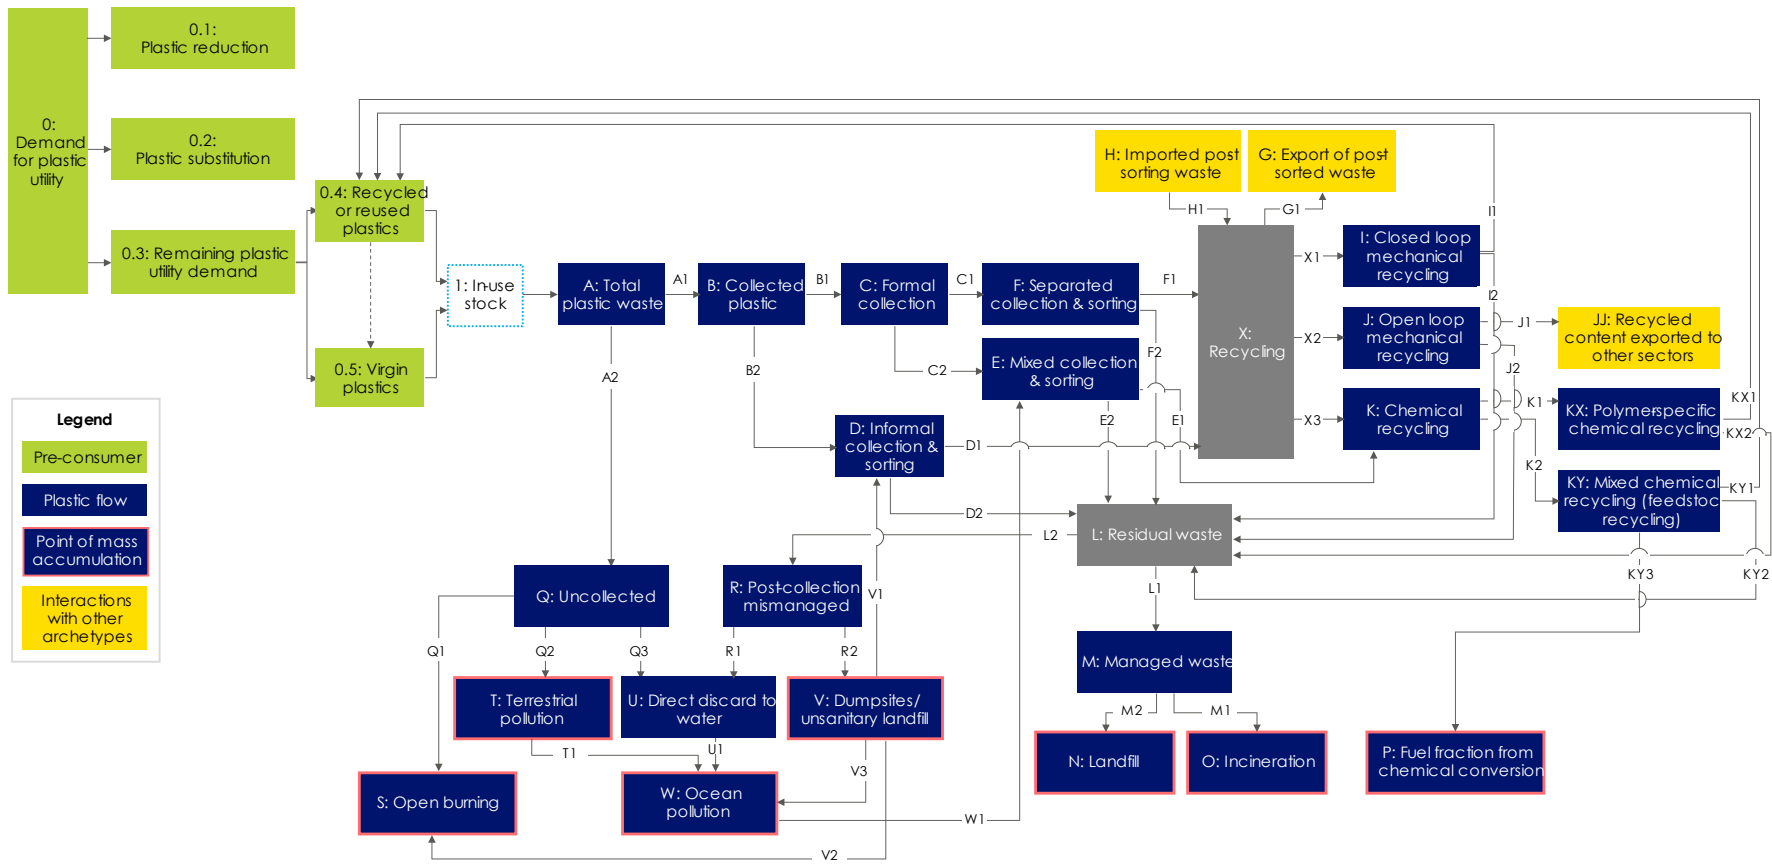 0:
Demand
for plastic
utility
0.1:
Plastic reduction
0.2:
Plastic substitution
0.3: Remaining plastic
utility demand
0.4: Recycled
or reused
plastics
0.5: Virgin
plastics
1: In-use
stock
A: Total
plastic waste
A1
A2
B: Collected
plastic
B1
B2
C: Formal
collection
C1
C2
F: Separated
collection & sorting
F1
F2
E: Mixed collection
& sorting
E2
E1
D: Informal
collection &
sorting
D1
D2
H: Imported post
sorting waste
G: Export of post
sorted waste
H1
G1
X:
Recycling
X1
X2
X3
I: Closed loop
mechanical
recycling
I1
I2
J: Open loop
mechanical
recycling
J1
J2
JJ: Recycled
content exported to
other sectors
K: Chemical
recycling
K1
K2
KX: Polymer-specific
chemical recycling
KX1
KX2
KY: Mixed chemical
recycling (feedstoc
recycling)
KY1
KY3
KY2
L: Residual waste
L2
L1
Legend
Pre-consumer
Plastic flow
Point of mass
accumulation
Interactions
with other
archetypes
Q: Uncollected
Q1
Q2
Q3
R: Post-collection
mismanaged
R1
R2
V1
T: Terrestrial
pollution
U: Direct discard to
water
V: Dumpsites/
unsanitary landfill
T1
U1
V3
S: Open burning
W: Ocean
pollution
W1
V2
M: Managed waste
M2
M1
N: Landfill
O: Incineration
P: Fuel fraction from
chemical conversion